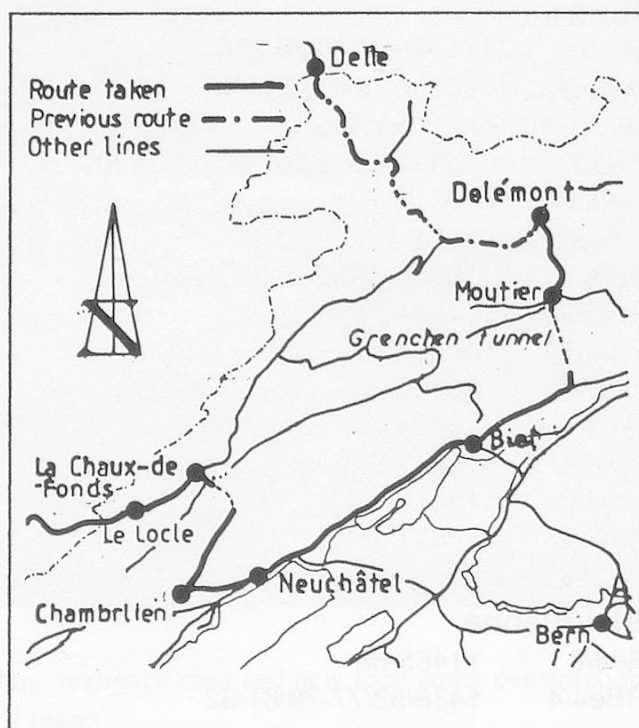 Delle
Route taken
Previous route
Other lines
Delémont
Moutier
Grenchen tunnel
Biel
La Chaux-de
-Fonds
Le Locle
Neuchâtel
Chambrlien
Bern